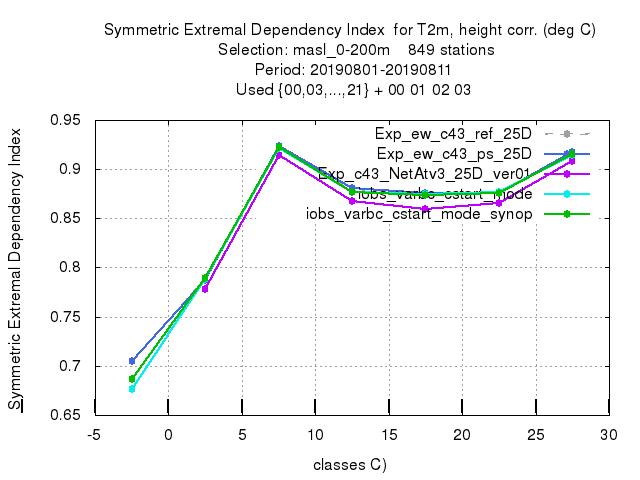 Symmetric Extremal Dependency Index for T2m, height corr. (deg C)
Selection: masl_0-200m 849 stations
Period: 20190801-20190811
Used {00,03,...,21} + 00 01 02 03
Symmetric Extremal Dependency Index
0.95
0.9
0.85
0.8
0.75
0.7
0.65
Exp_ew_c43_ref_25D
Exp_ew_c43_ps_25D
Exp_c43_NetAtv3_25D_ver01
iobs_varbc_cstart_mode
iobs_varbc_cstart_mode_synop
-5 0 5 10 15 20 25 30
classes C)